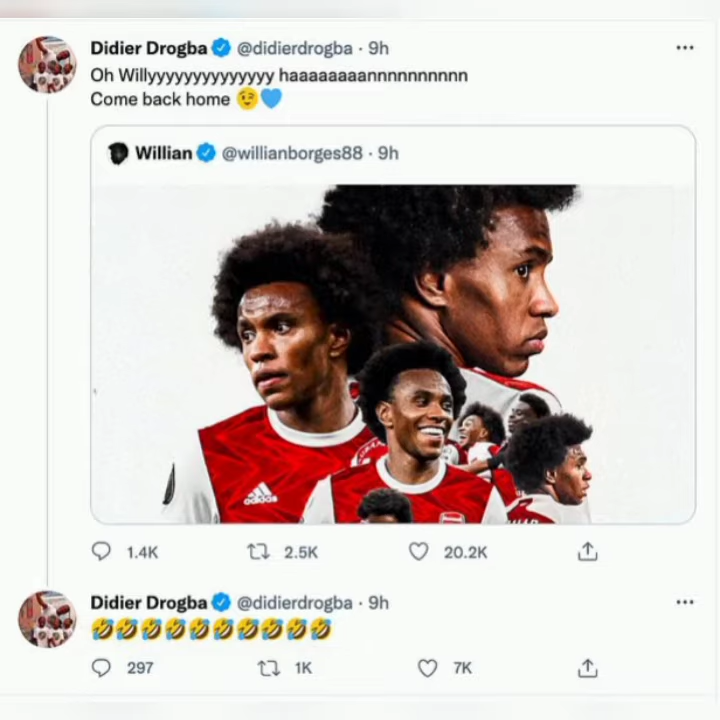 Didier Drogba @didierdrogba · 9h
Oh Willyyyyyyyyyyyyyy haaaaaaaannnnnnnnnn
Come back home 😉💙
Willian @willianborges88 · 9h
adidas
1.4K 2.5K 20.2K
Didier Drogba @didierdrogba · 9h
🤣🤣🤣🤣🤣🤣🤣🤣🤣🤣
297 1K 7K